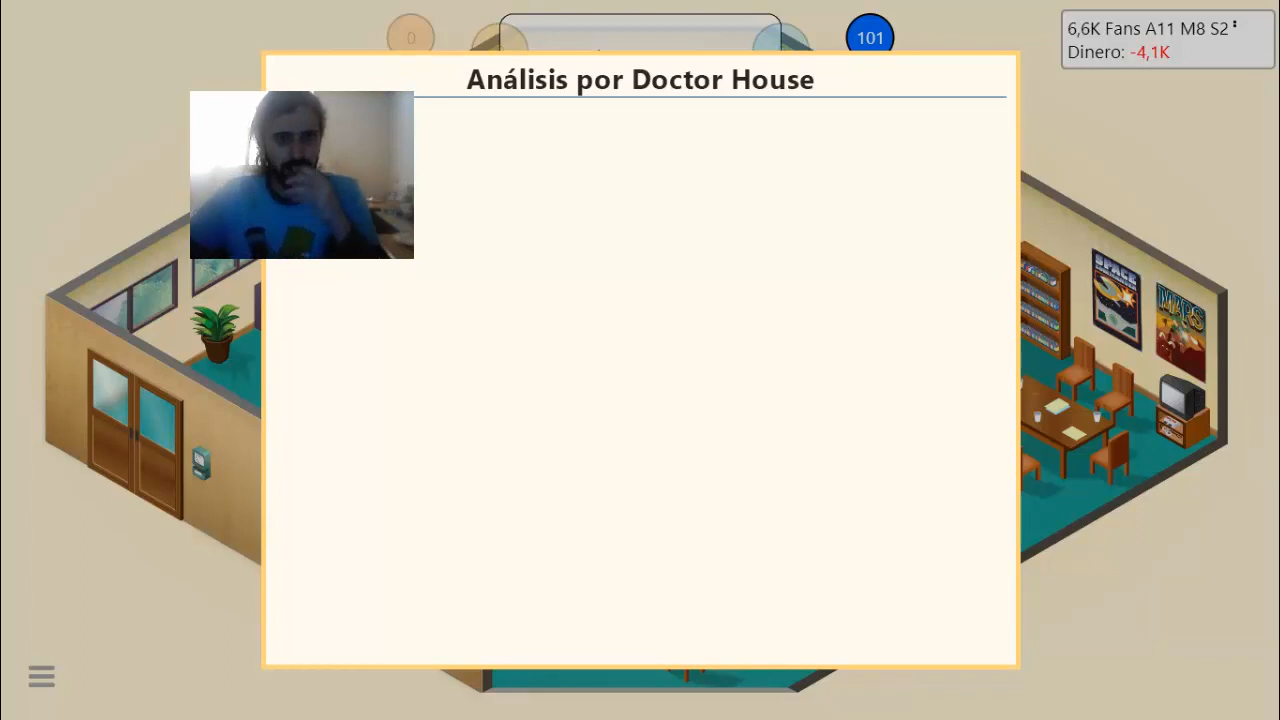 0
101
6,6K Fans A11 M8 S2
Dinero: -4,1K
Análisis por Doctor House
SPACE
MARS